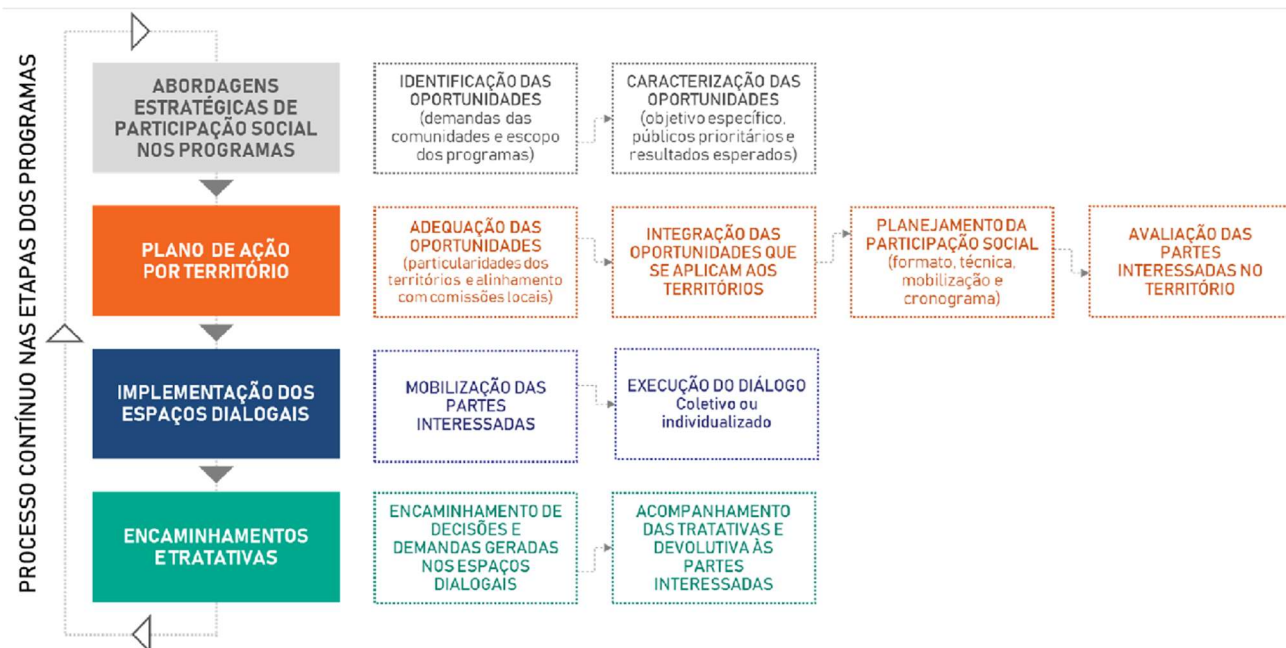 PROCESSO CONTÍNUO NAS ETAPAS DOS PROGRAMAS
ABORDAGENS
ESTRATÉGICAS DE
PARTICIPAÇÃO SOCIAL
NOS PROGRAMAS
IDENTIFICAÇÃO DAS
OPORTUNIDADES
(demandas das
comunidades e escopo
dos programas)
CARACTERIZAÇÃO DAS
OPORTUNIDADES
(objetivo específico,
públicos prioritários e
resultados esperados)
PLANO DE AÇÃO
POR TERRITÓRIO
ADEQUAÇÃO DAS
OPORTUNIDADES
(particularidades dos
territórios e alinhamento
com comissões locais)
INTEGRAÇÃO DAS
OPORTUNIDADES QUE
SE APLICAM AOS
TERRITÓRIOS
PLANEJAMENTO DA
PARTICIPAÇÃO SOCIAL
(formato, técnica,
mobilização e
cronograma)
AVALIAÇÃO DAS
PARTES
INTERESSADAS NO
TERRITÓRIO
IMPLEMENTAÇÃO DOS
ESPAÇOS DIALOGAIS
MOBILIZAÇÃO DAS
PARTES
INTERESSADAS
EXECUÇÃO DO DIÁLOGO
Coletivo ou
individualizado
ENCAMINHAMENTOS
E TRATATIVAS
ENCAMINHAMENTO DE
DECISÕES E
DEMANDAS GERADAS
NOS ESPAÇOS
DIALOGAIS
ACOMPANHAMENTO
DAS TRATATIVAS E
DEVOLUTIVA ÀS
PARTES
INTERESSADAS